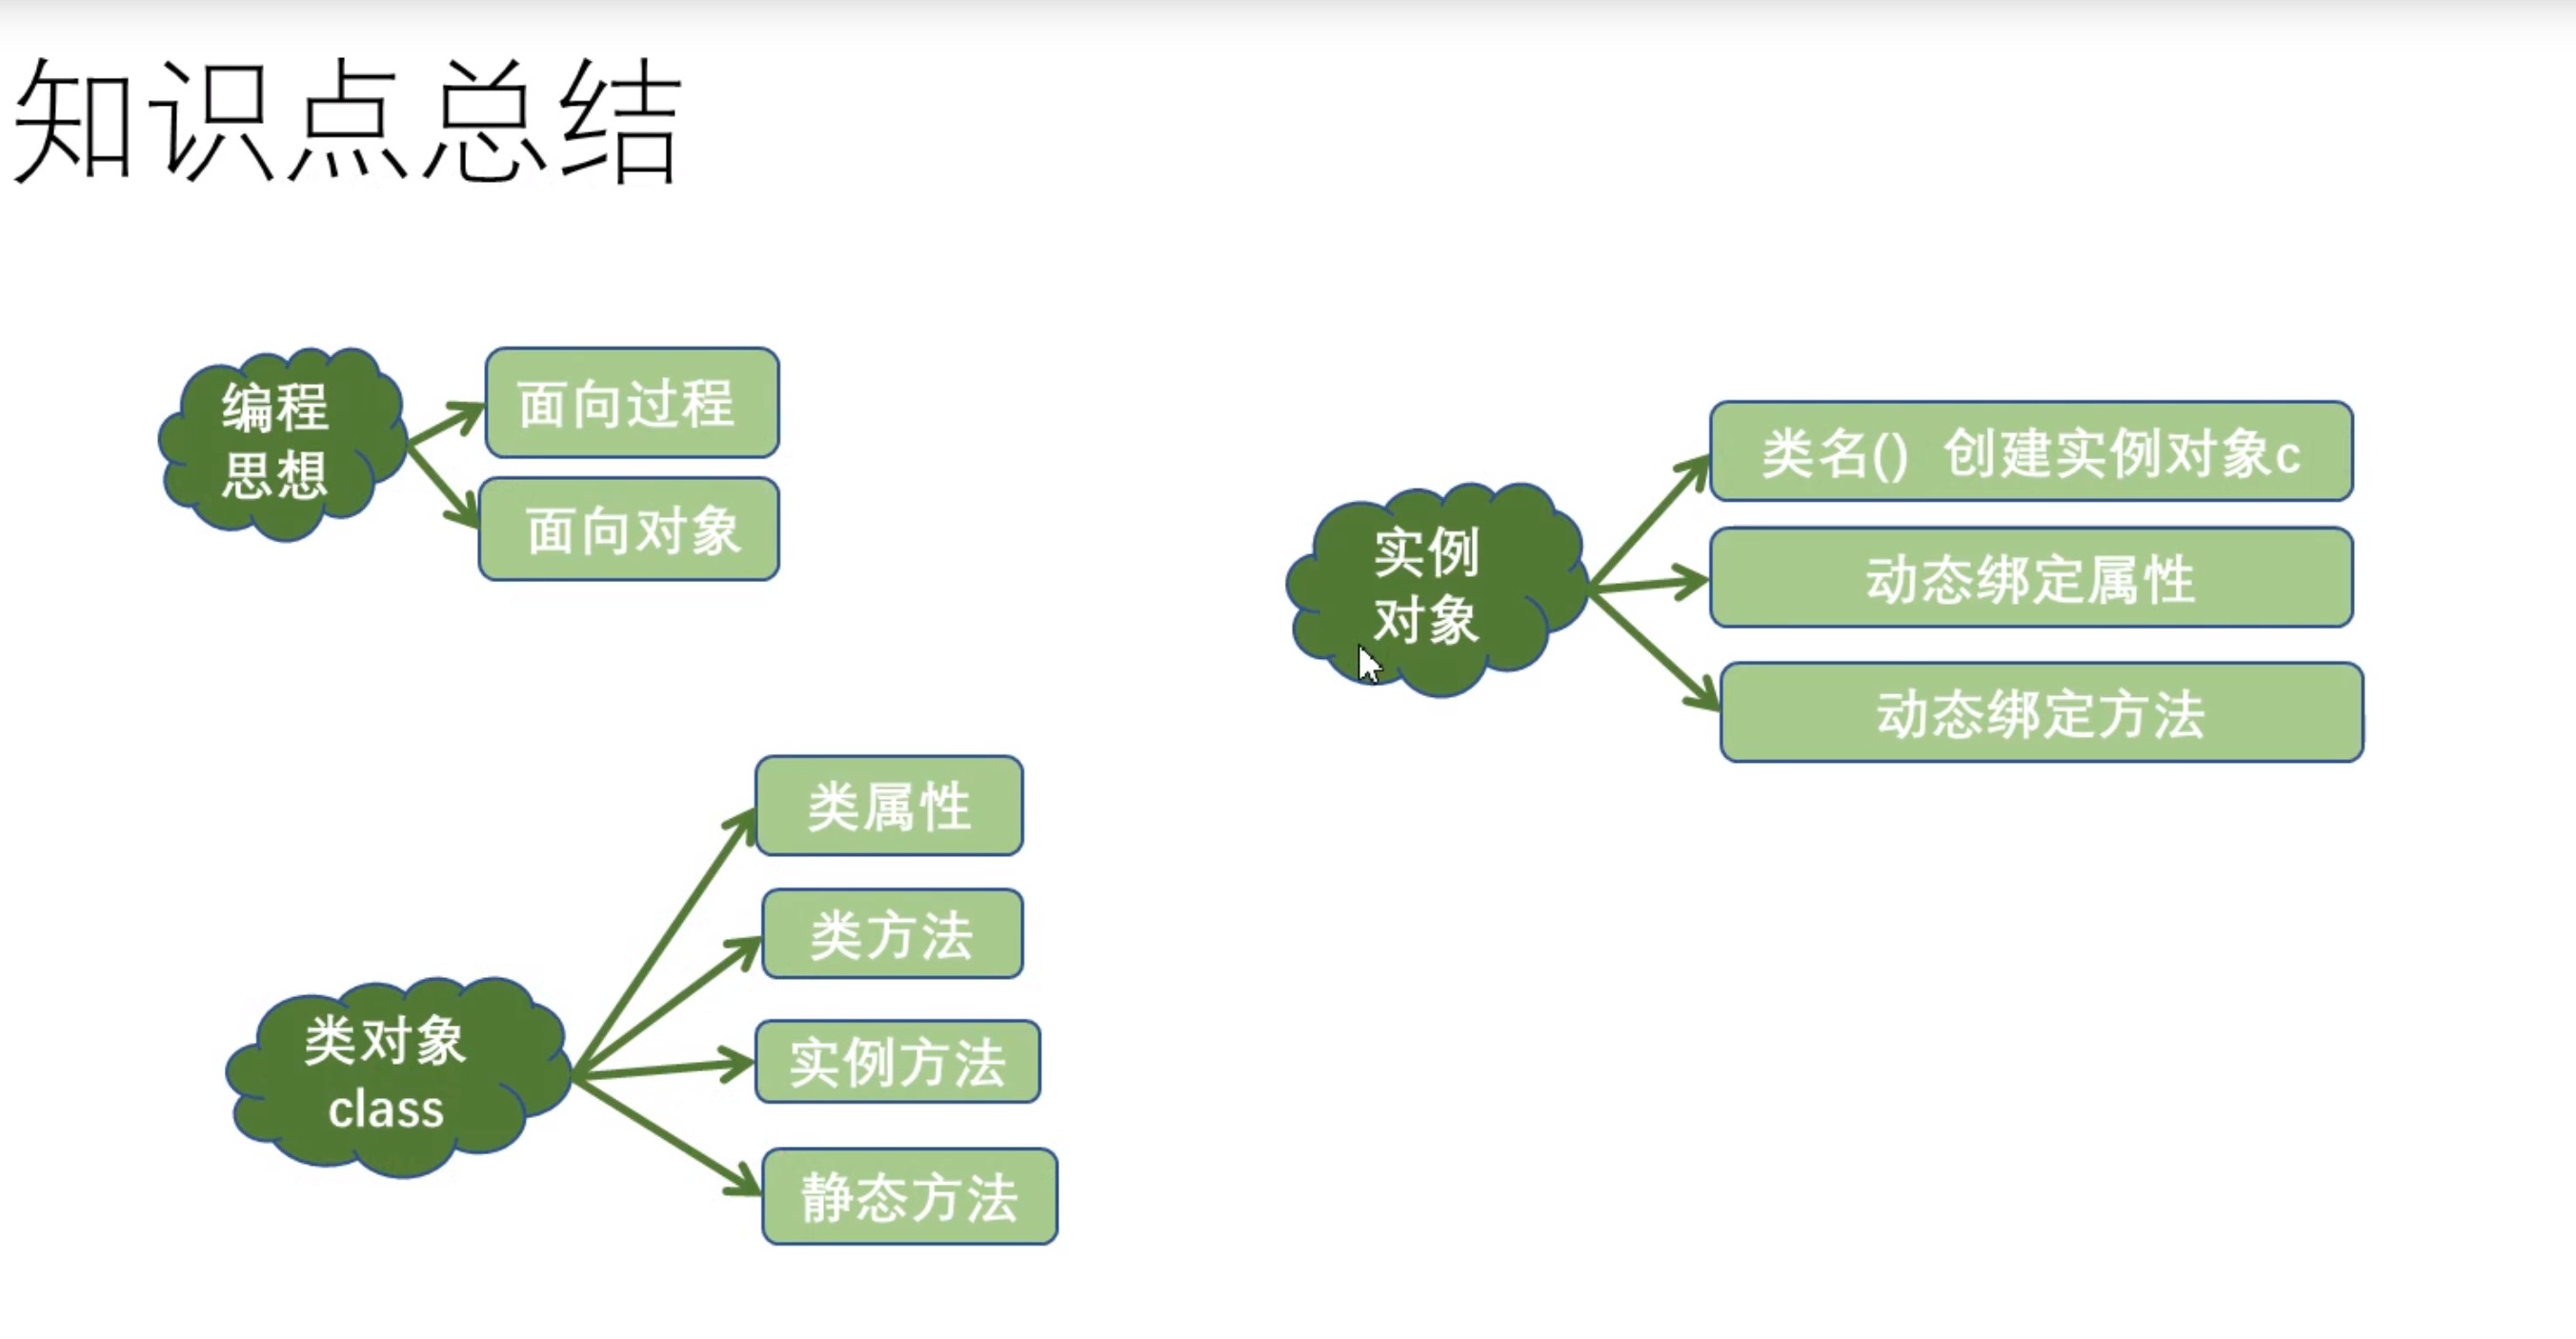 知识点总结
编程
思想
面向过程
面向对象
类对象
class
类属性
类方法
实例方法
静态方法
实例
对象
类名() 创建实例对象c
动态绑定属性
动态绑定方法